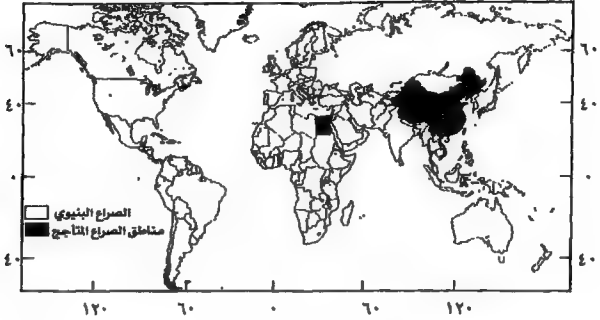 ٦٠ ٦٠
٤٠ ٤٠
٠ ٠
الصراع البنيوي
مناطق الصراع المتأجج
٤٠ ٤٠
١٢٠ ٦٠ ٠ ٦٠ ١٢٠